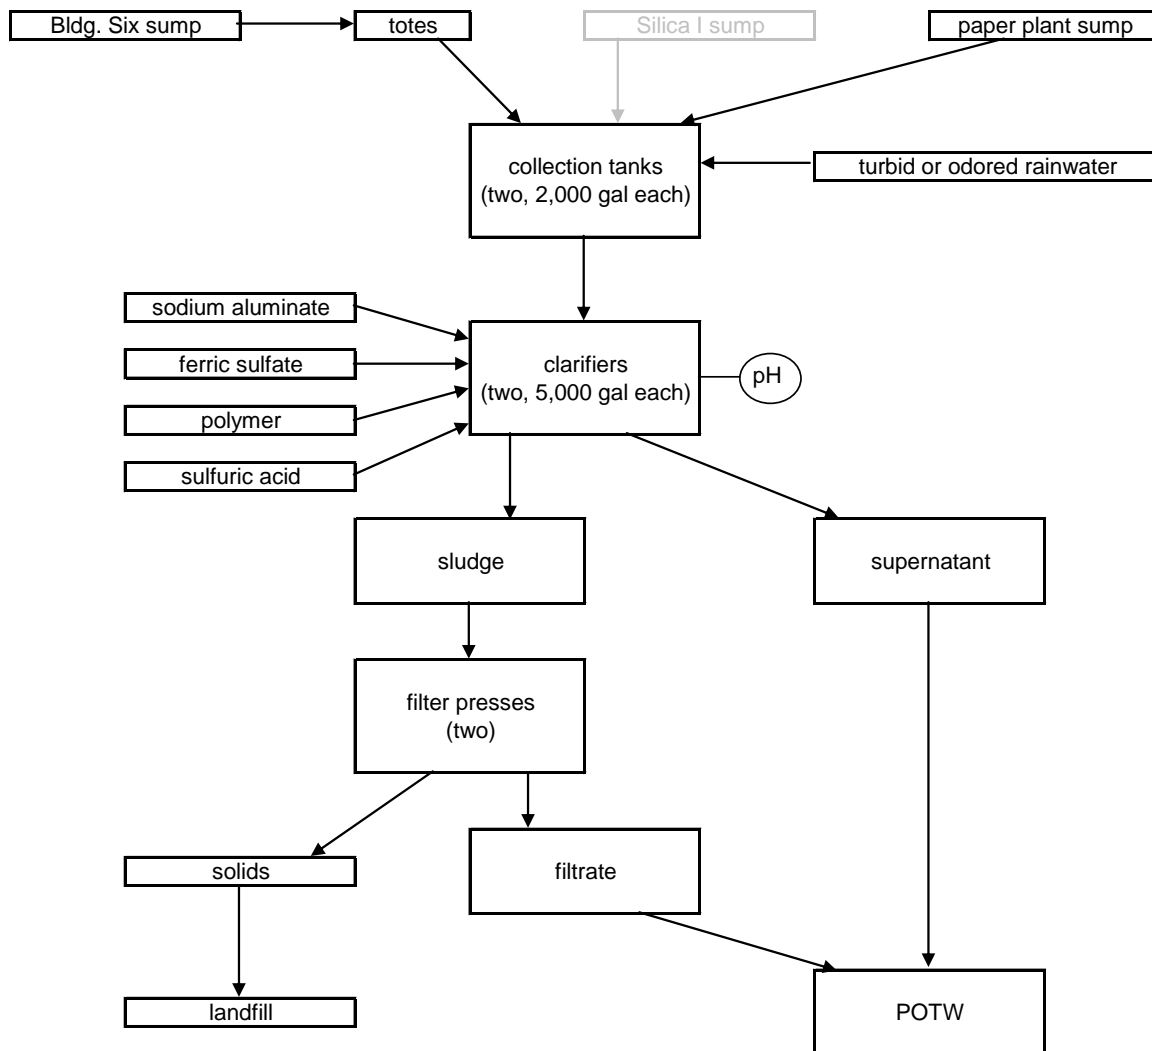 Bldg. Six sump
totes
Silica I sump
paper plant sump
collection tanks
(two, 2,000 gal each)
turbid or odored rainwater
sodium aluminate
ferric sulfate
polymer
sulfuric acid
clarifiers
(two, 5,000 gal each)
pH
sludge
supernatant
filter presses
(two)
solids
filtrate
landfill
POTW